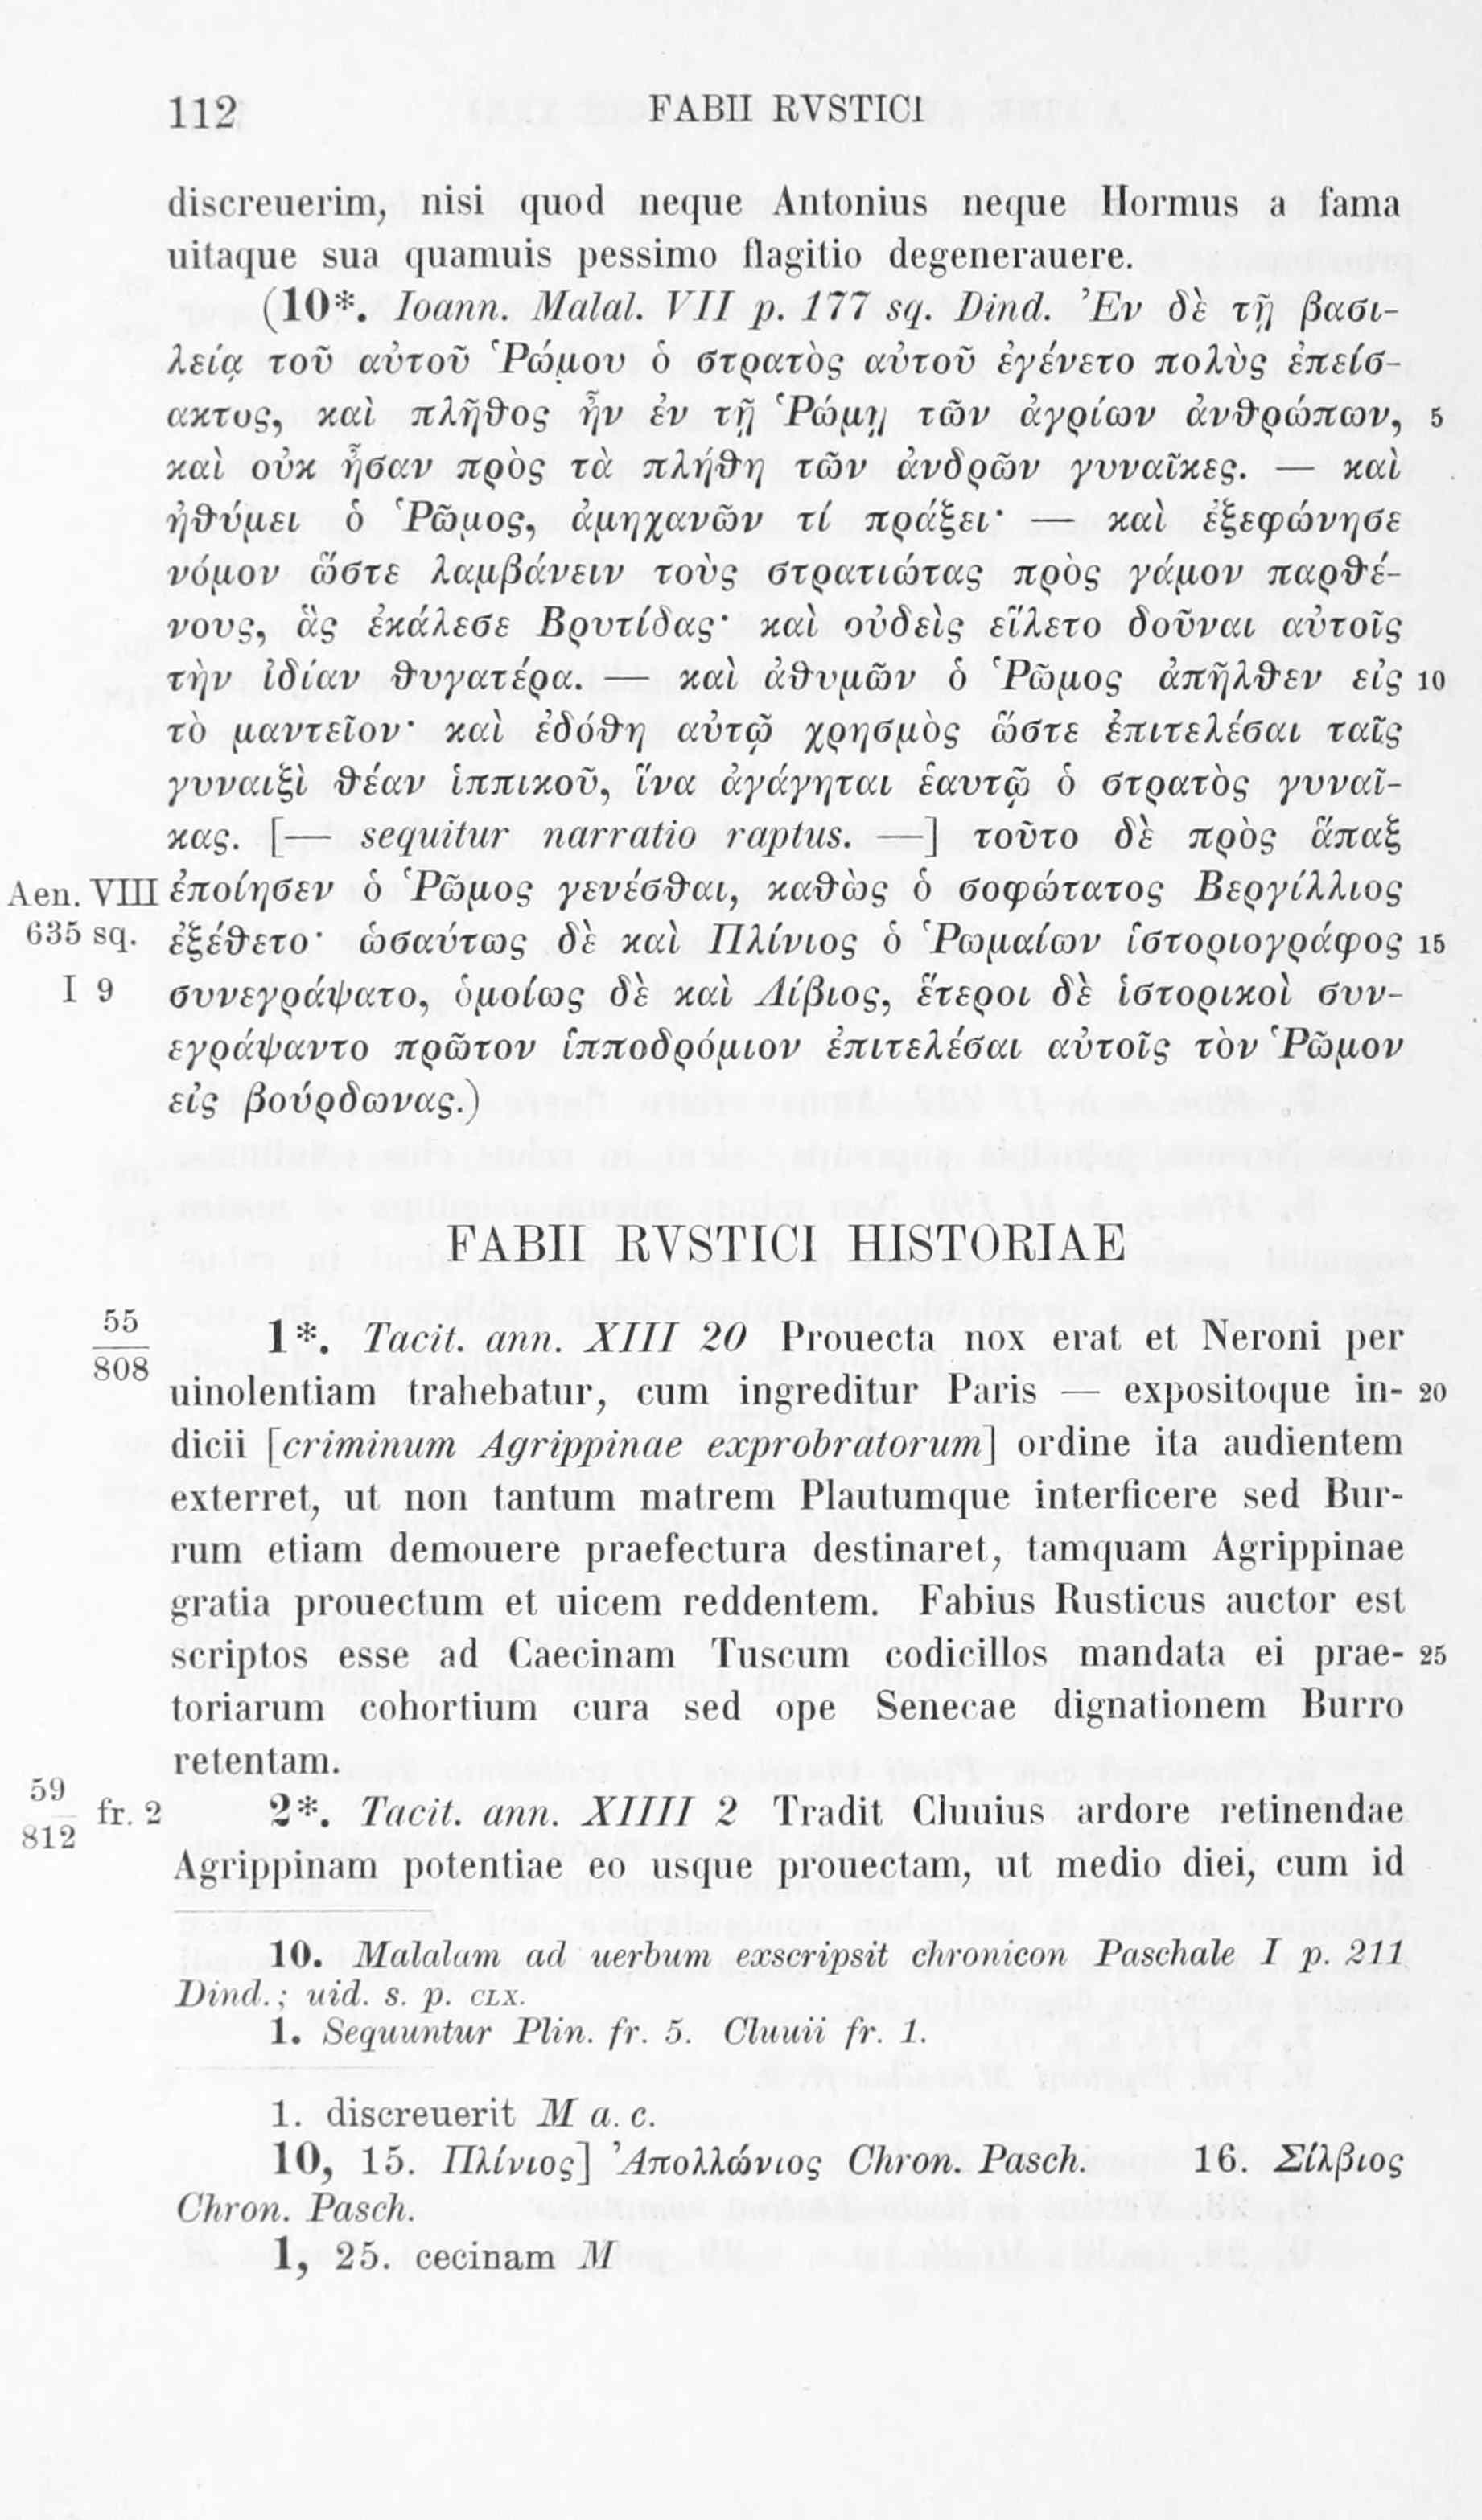 112 FABII RVSTICI
discreuerim, nisi quod neque Antonius neque Hormus a fama
uitaque sua quamuis pessimo flagitio degenerauere.
(10*. Ioann. Malal. VII p. 177 sq. Dind. Ἐν δὲ τῇ βασι-
λείᾳ τοῦ αὐτοῦ Ῥώμου ὁ στρατὸς αὐτοῦ ἐγένετο πολὺς ἐπείσ-
ακτος, καὶ πλῆθος ἦν ἐν τῇ Ῥώμῃ τῶν ἀγρίων ἀνθρώπων, 5
καὶ οὐκ ἦσαν πρὸς τὰ πλήθη τῶν ἀνδρῶν γυναῖκες. — καὶ
ἠθύμει ὁ Ῥῶμος, ἀμηχανῶν τί πράξει· — καὶ ἐξεφώνησε
νόμον ὥστε λαμβάνειν τοὺς στρατιώτας πρὸς γάμον παρθέ-
νους, ἃς ἐκάλεσε Βρυτίδας· καὶ οὐδεὶς εἵλετο δοῦναι αὐτοῖς
τὴν ἰδίαν θυγατέρα. — καὶ ἀθυμῶν ὁ Ῥῶμος ἀπῆλθεν εἰς 10
τὸ μαντεῖον· καὶ ἐδόθη αὐτῷ χρησμὸς ὥστε ἐπιτελέσαι ταῖς
γυναιξὶ θέαν ἱππικοῦ, ἵνα ἀγάγηται ἑαυτῷ ὁ στρατὸς γυναῖ-
κας. [— sequitur narratio raptus. —] τοῦτο δὲ πρὸς ἅπαξ
Aen. VIII ἐποίησεν ὁ Ῥῶμος γενέσθαι, καθὼς ὁ σοφώτατος Βεργίλλιος
635 sq. ἐξέθετο· ὡσαύτως δὲ καὶ Πλίνιος ὁ Ῥωμαίων ἱστοριογράφος 15
I 9 συνεγράψατο, ὁμοίως δὲ καὶ Λίβιος, ἕτεροι δὲ ἱστορικοὶ συν-
εγράψαντο πρῶτον ἱπποδρόμιον ἐπιτελέσαι αὐτοῖς τὸν Ῥῶμον
εἰς βούρδωνας.)
FABII RVSTICI HISTORIAE
55
808
1*. Tacit. ann. XIII 20 Prouecta nox erat et Neroni per
uinolentiam trahebatur, cum ingreditur Paris — expositoque in- 20
dicii [criminum Agrippinae exprobratorum] ordine ita audientem
exterret, ut non tantum matrem Plautumque interficere sed Bur-
rum etiam demouere praefectura destinaret, tamquam Agrippinae
gratia prouectum et uicem reddentem. Fabius Rusticus auctor est
scriptos esse ad Caecinam Tuscum codicillos mandata ei prae- 25
toriarum cohortium cura sed ope Senecae dignationem Burro
retentam.
59
812
fr. 2 2*. Tacit. ann. XIIII 2 Tradit Cluuius ardore retinendae
Agrippinam potentiae eo usque prouectam, ut medio diei, cum id
10. Malalam ad uerbum exscripsit chronicon Paschale I p. 211
Dind.; uid. s. p. CLX.
1. Sequuntur Plin. fr. 5. Cluuii fr. 1.
1. discreuerit M a. c.
10, 15. Πλίνιος] Ἀπολλώνιος Chron. Pasch. 16. Σίλβιος
Chron. Pasch.
1, 25. cecinam M